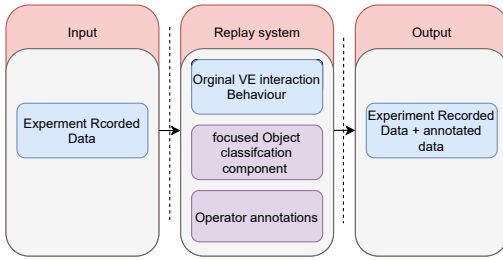 Input
Replay system
Output
Experment Rcorded
Data
Orginal VE interaction
Behaviour
focused Object
classifcation
component
Operator annotations
Experiment Recorded
Data + annotated
data